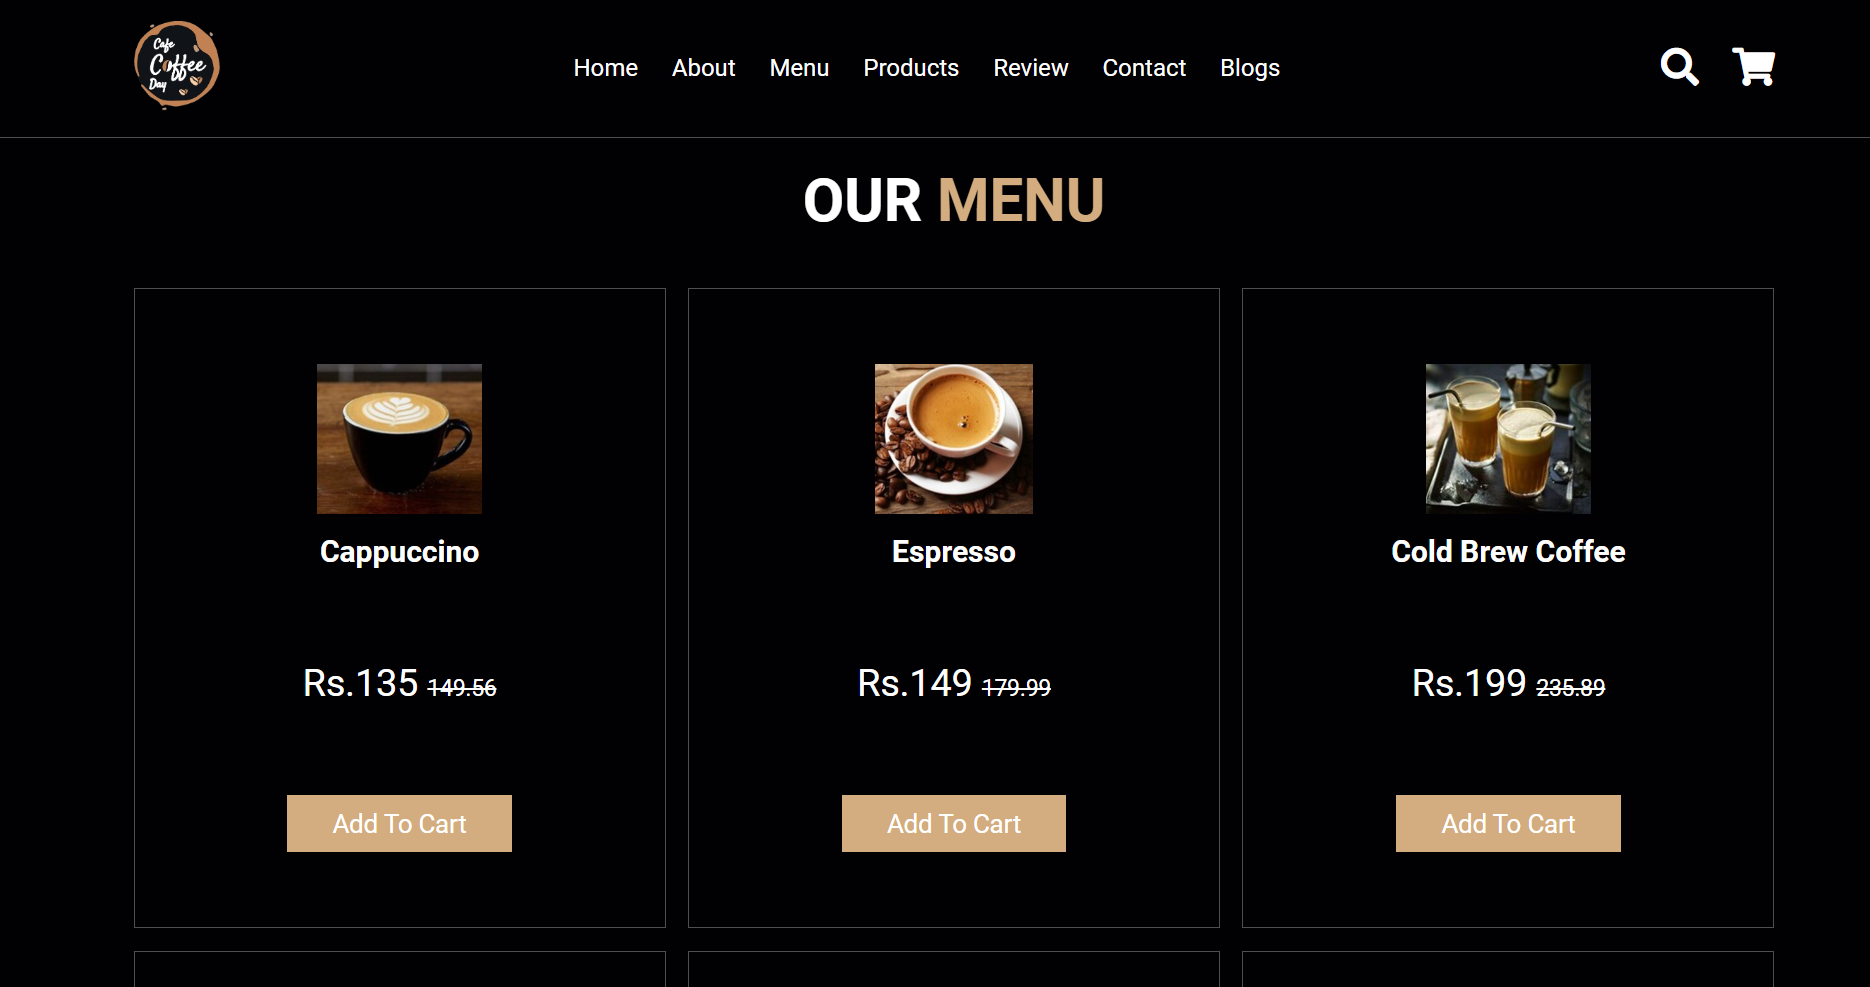 Cafe
Coffee
Day
Home About Menu Products Review Contact Blogs
OUR MENU
Cappuccino
Rs.135 149.56
Add To Cart
Espresso
Rs.149 179.99
Add To Cart
Cold Brew Coffee
Rs.199 235.89
Add To Cart